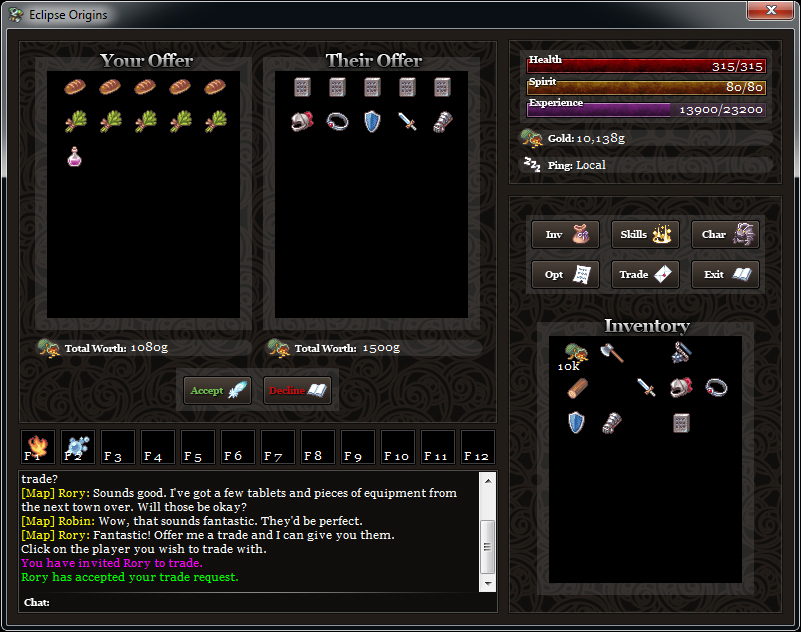 Eclipse Origins
Your Offer
Their Offer
Total Worth: 1080g
Total Worth: 1500g
Accept
Decline
F1 F2 F3 F4 F5 F6 F7 F8 F9 F10 F11 F12
trade?
[Map] Rory: Sounds good. I've got a few tablets and pieces of equipment from
the next town over. Will those be okay?
[Map] Robin: Wow, that sounds fantastic. They'd be perfect.
[Map] Rory: Fantastic! Offer me a trade and I can give you them.
Click on the player you wish to trade with.
You have invited Rory to trade.
Rory has accepted your trade request.
Chat:
Health 315/315
Spirit 80/80
Experience 13900/23200
Gold: 10,138g
Ping: Local
Inv Skills Char
Opt Trade Exit
Inventory
10k